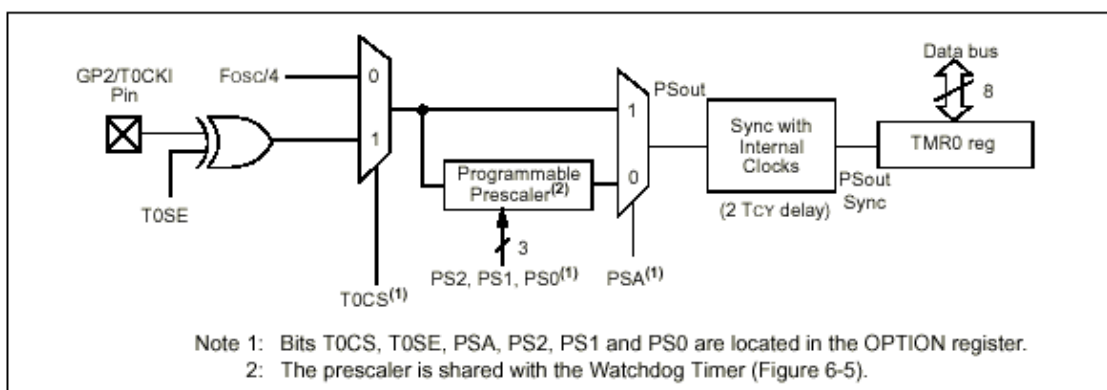 Data bus
GP2/T0CKI
Pin
Fosc/4
0
1
T0SE
T0CS(1)
Programmable
Prescaler(2)
3
PS2, PS1, PS0(1)
1
0
PSA(1)
PSout
Sync with
Internal
Clocks
(2 TCY delay)
PSout
Sync
8
TMR0 reg
Note 1: Bits T0CS, T0SE, PSA, PS2, PS1 and PS0 are located in the OPTION register.
2: The prescaler is shared with the Watchdog Timer (Figure 6-5).